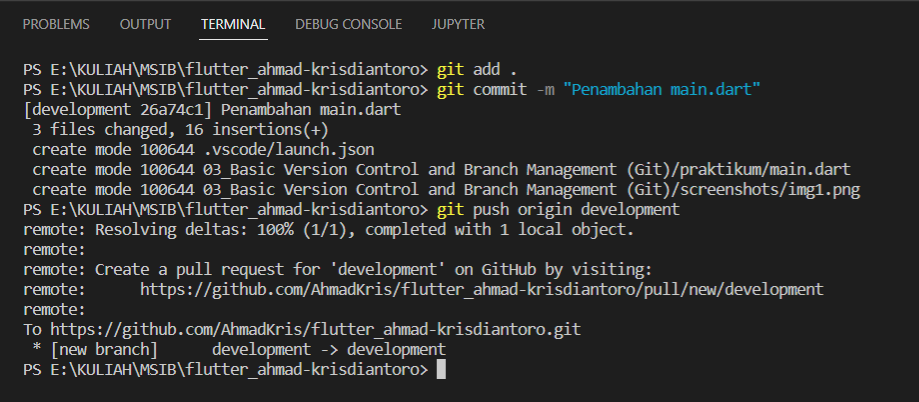 PROBLEMS OUTPUT TERMINAL DEBUG CONSOLE JUPYTER
PS E:\KULIAH\MSIB\flutter_ahmad-krisdiantoro> git add .
PS E:\KULIAH\MSIB\flutter_ahmad-krisdiantoro> git commit -m "Penambahan main.dart"
[development 26a74c1] Penambahan main.dart
 3 files changed, 16 insertions(+)
 create mode 100644 .vscode/launch.json
 create mode 100644 03_Basic Version Control and Branch Management (Git)/praktikum/main.dart
 create mode 100644 03_Basic Version Control and Branch Management (Git)/screenshots/img1.png
PS E:\KULIAH\MSIB\flutter_ahmad-krisdiantoro> git push origin development
remote: Resolving deltas: 100% (1/1), completed with 1 local object.
remote:
remote: Create a pull request for 'development' on GitHub by visiting:
remote:      https://github.com/AhmadKris/flutter_ahmad-krisdiantoro/pull/new/development
remote:
To https://github.com/AhmadKris/flutter_ahmad-krisdiantoro.git
 * [new branch]      development -> development
PS E:\KULIAH\MSIB\flutter_ahmad-krisdiantoro>